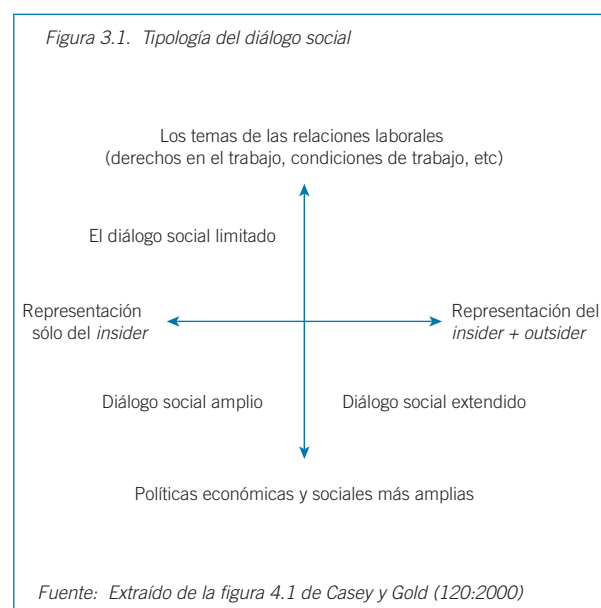 Figura 3.1. Tipología del diálogo social
Los temas de las relaciones laborales
(derechos en el trabajo, condiciones de trabajo, etc)
El diálogo social limitado
Representación
sólo del insider
Representación del
insider + outsider
Diálogo social amplio
Diálogo social extendido
Políticas económicas y sociales más amplias
Fuente: Extraído de la figura 4.1 de Casey y Gold (120:2000)